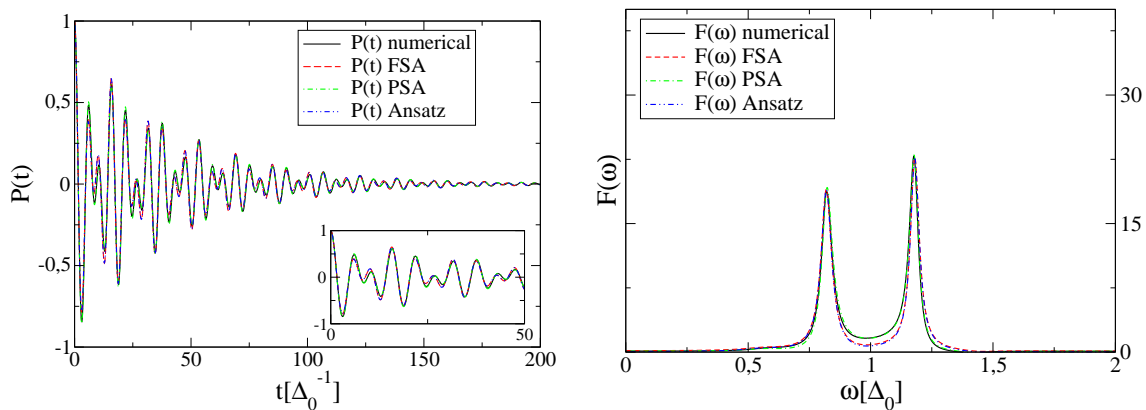 1
0,5
0
-0,5
-1
P(t)
P(t) numerical
P(t) FSA
P(t) PSA
P(t) Ansatz
1
0
-1
0
50
0
50
100
150
200
t[Δ₀⁻¹]
F(ω) numerical
F(ω) FSA
F(ω) PSA
F(ω) Ansatz
30
15
0
F(ω)
0
0,5
1
1,5
2
ω[Δ₀]